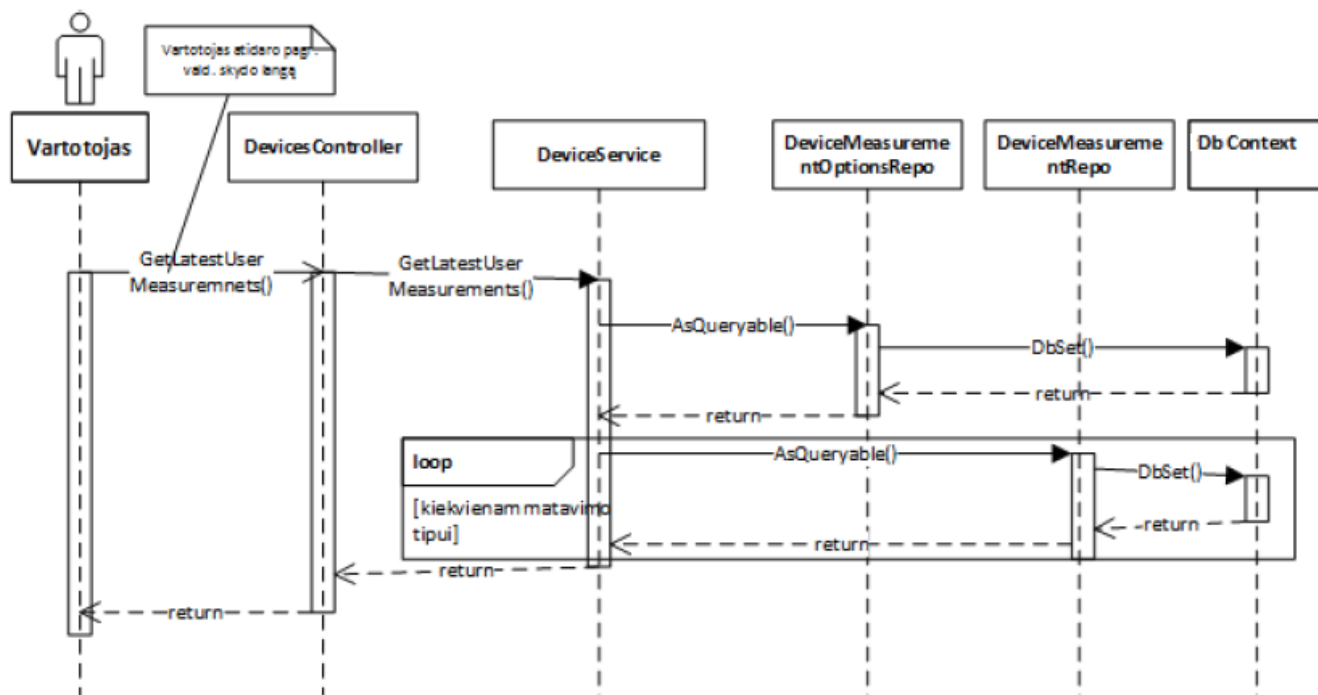 Vartotojas atidaro pagr.
vald. skydo langą
Vartotojas
DevicesController
DeviceService
DeviceMeasureme
ntOptionsRepo
DeviceMeasureme
ntRepo
Db Context
GetLatestUser
Measuremnets()
GetLatestUser
Measurements()
AsQueryable()
DbSet()
return
return
loop
[kiekvienam matavimo
tipui]
AsQueryable()
DbSet()
return
return
return
return